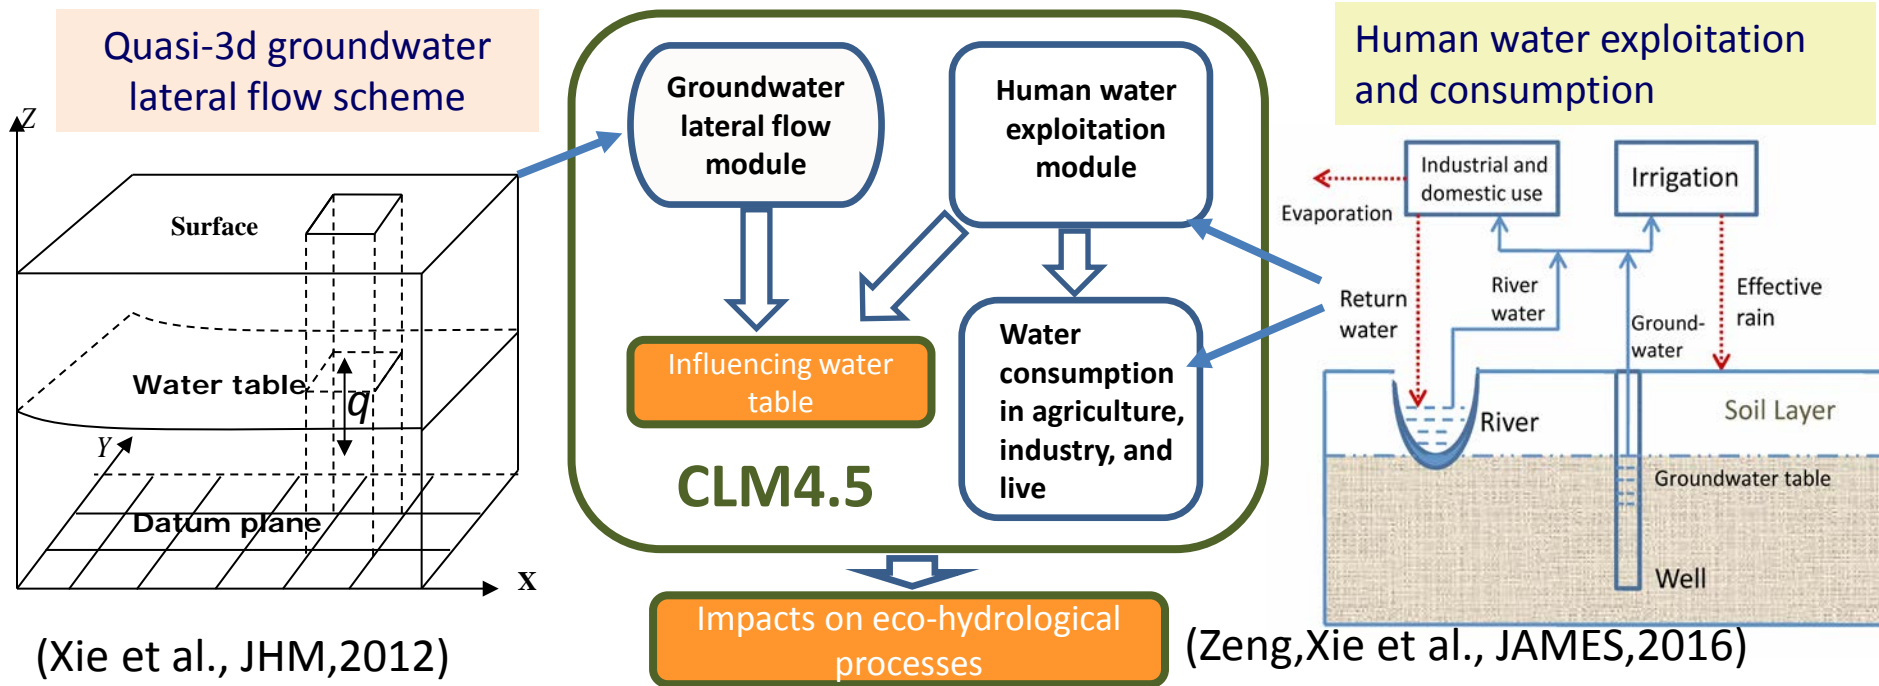 Quasi-3d groundwater
lateral flow scheme
Z
Surface
Water table
q
Y
Datum plane
X
(Xie et al., JHM,2012)
Groundwater
lateral flow
module
Human water
exploitation
module
Influencing water
table
Water
consumption
in agriculture,
industry, and
live
CLM4.5
Impacts on eco-hydrological
processes
Human water exploitation
and consumption
Industrial and
domestic use
Irrigation
Evaporation
Return
water
River
water
Ground-
water
Effective
rain
River
Soil Layer
Groundwater table
Well
(Zeng,Xie et al., JAMES,2016)